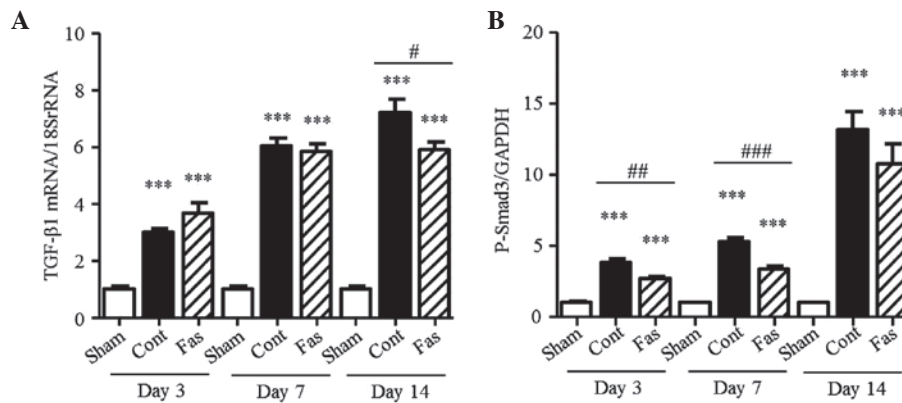 A
TGF-β1 mRNA/18SrRNA
10
8
6
4
2
0
***
***
***
***
#
***
***
Sham
Cont
Fas
Sham
Cont
Fas
Sham
Cont
Fas
Day 3
Day 7
Day 14
B
P-Smad3/GAPDH
20
15
10
5
0
##
***
***
###
***
***
***
***
Sham
Cont
Fas
Sham
Cont
Fas
Sham
Cont
Fas
Day 3
Day 7
Day 14